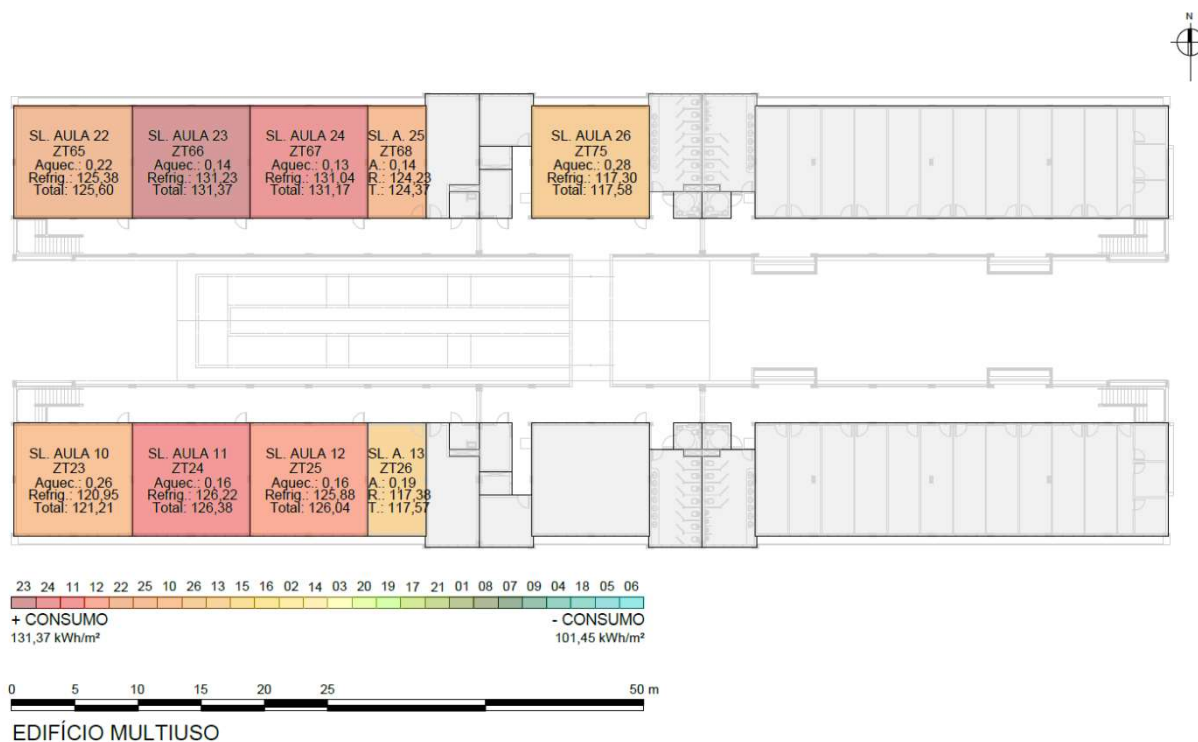 N
SL. AULA 22
ZT65
Aquec.: 0,22
Refrig.: 125,38
Total: 125,60
SL. AULA 23
ZT66
Aquec.: 0,14
Refrig.: 131,23
Total: 131,37
SL. AULA 24
ZT67
Aquec.: 0,13
Refrig.: 131,04
Total: 131,17
SL. A. 25
ZT68
A.: 0,14
R.: 124,23
T.: 124,37
SL. AULA 26
ZT75
Aquec.: 0,28
Refrig.: 117,30
Total: 117,58
SL. AULA 10
ZT23
Aquec.: 0,26
Refrig.: 120,95
Total: 121,21
SL. AULA 11
ZT24
Aquec.: 0,16
Refrig.: 126,22
Total: 126,38
SL. AULA 12
ZT25
Aquec.: 0,16
Refrig.: 125,88
Total: 126,04
SL. A. 13
ZT26
A.: 0,19
R.: 117,38
T.: 117,57
23 24 11 12 22 25 10 26 13 15 16 02 14 03 20 19 17 21 01 08 07 09 04 18 05 06
+ CONSUMO - CONSUMO
131,37 kWh/m² 101,45 kWh/m²
0 5 10 15 20 25 50 m
EDIFÍCIO MULTIUSO